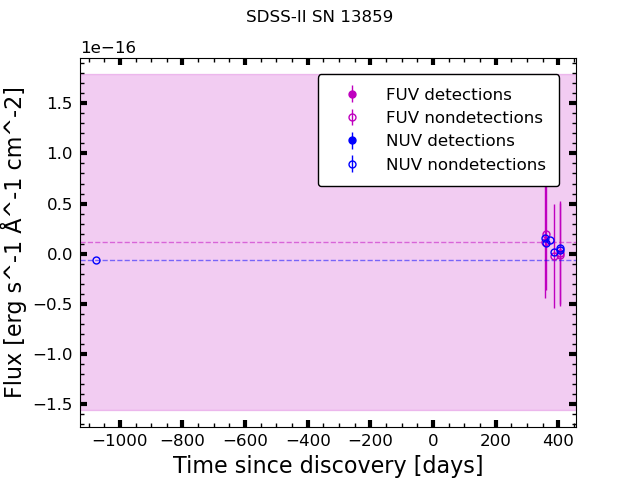 SDSS-II SN 13859
1e−16
FUV detections
FUV nondetections
NUV detections
NUV nondetections
1.5
1.0
0.5
0.0
−0.5
−1.0
−1.5
Flux [erg s^-1 Å^-1 cm^-2]
−1000 −800 −600 −400 −200 0 200 400
Time since discovery [days]